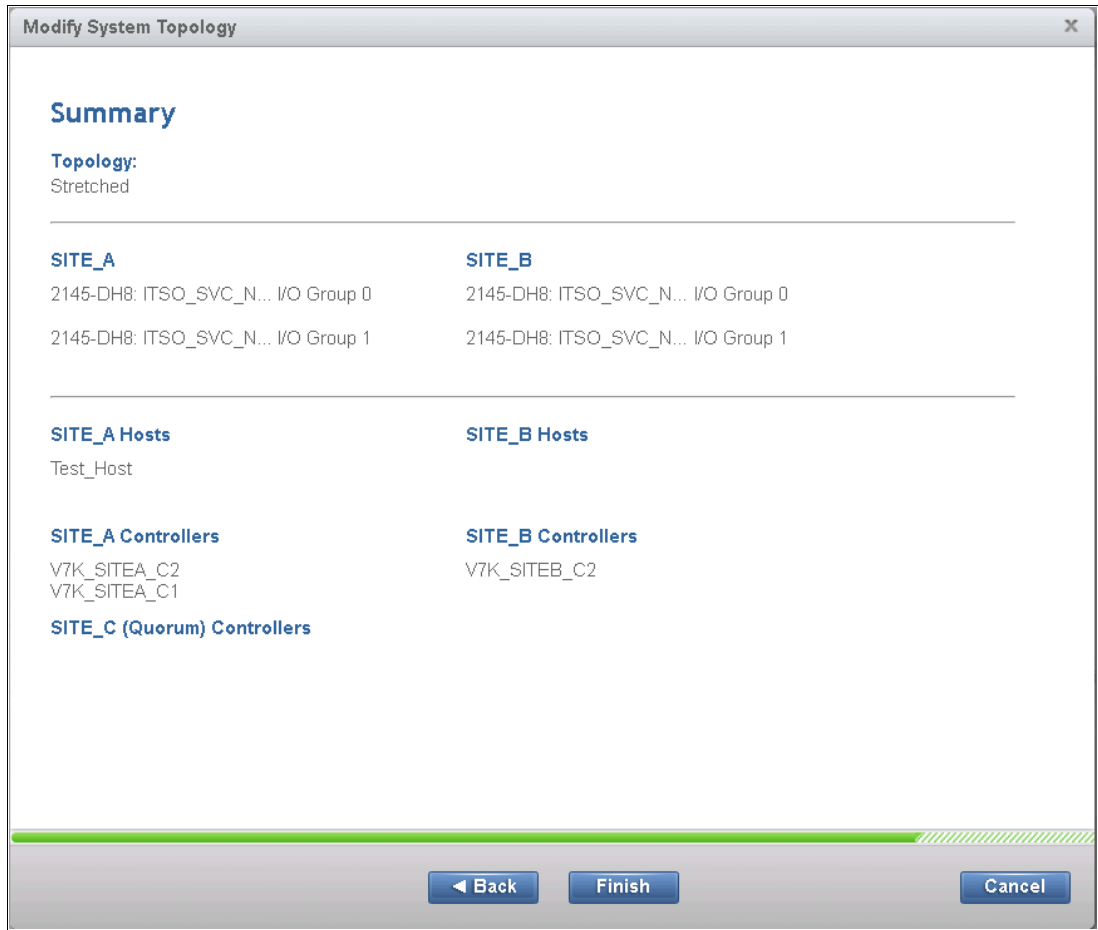 Modify System Topology x
Summary
Topology:
Stretched
SITE_A SITE_B
2145-DH8: ITSO_SVC_N... I/O Group 0 2145-DH8: ITSO_SVC_N... I/O Group 0
2145-DH8: ITSO_SVC_N... I/O Group 1 2145-DH8: ITSO_SVC_N... I/O Group 1
SITE_A Hosts SITE_B Hosts
Test_Host
SITE_A Controllers SITE_B Controllers
V7K_SITEA_C2 V7K_SITEB_C2
V7K_SITEA_C1
SITE_C (Quorum) Controllers
◄ Back Finish Cancel